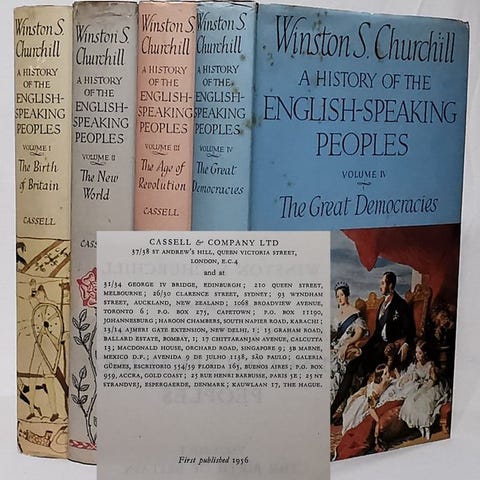 Winston S.
Churchill
A HISTORY
OF THE
ENGLISH-
SPEAKING
PEOPLES
VOLUME I
The Birth
of Britain
CASSELL
Winston S.
Churchill
A HISTORY
OF THE
ENGLISH-
SPEAKING
PEOPLES
VOLUME II
The New
World
Winston S.
Churchill
A HISTORY
OF THE
ENGLISH-
SPEAKING
PEOPLES
VOLUME III
The Age of
Revolution
CASSELL
Winston S.
Churchill
A HISTORY
OF THE
ENGLISH-
SPEAKING
PEOPLES
VOLUME IV
The Great
Democracies
Winston S. Churchill
A HISTORY OF THE
ENGLISH-SPEAKING
PEOPLES
VOLUME IV
The Great Democracies
CASSELL & COMPANY LTD
37/38 ST ANDREW'S HILL, QUEEN VICTORIA STREET,
LONDON, E.C.4
and at
31/34 GEORGE IV BRIDGE, EDINBURGH ; 210 QUEEN STREET,
MELBOURNE ; 26/30 CLARENCE STREET, SYDNEY ; 93 WYNDHAM
STREET, AUCKLAND, NEW ZEALAND ; 1068 BROADVIEW AVENUE,
TORONTO 6 ; P.O. BOX 275, CAPETOWN ; P.O. BOX 11190,
JOHANNESBURG ; HAROON CHAMBERS, SOUTH NAPIER ROAD, KARACHI ;
13/14 AJMERI GATE EXTENSION, NEW DELHI, 1 ; 15 GRAHAM ROAD,
BALLARD ESTATE, BOMBAY, 1 ; 17 CHITTARANJAN AVENUE, CALCUTTA
13 ; MACDONALD HOUSE, ORCHARD ROAD, SINGAPORE 9 ;
MEXICO D.F. ; AVENIDA 9 DE JULHO 1138, SÃO PAULO ; GALERIA
GÜEMES, ESCRITORIO 554/59 FLORIDA 165, BUENOS AIRES ; P.O. BOX
959, ACCRA, GOLD COAST ; 25 RUE HENRI BARBUSSE, PARIS 5E ; 25 NY
STRANDVEJ, ESPERGAERDE, DENMARK ; KAUWLAAN 17, THE HAGUE.
First published 1956